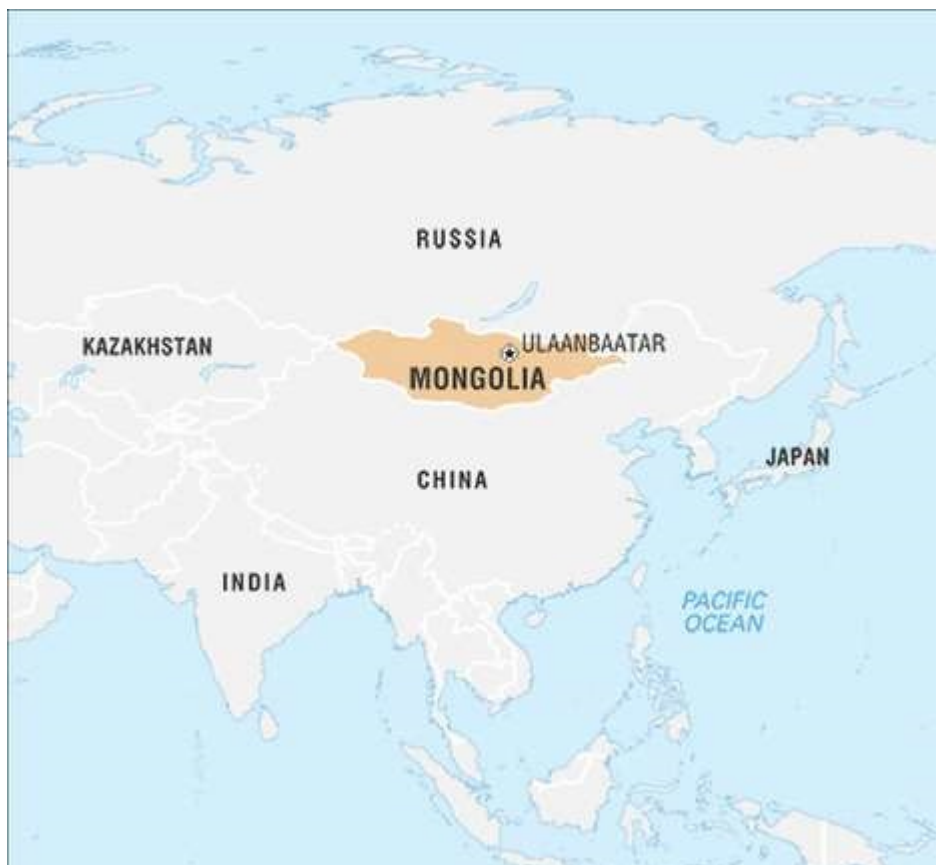 RUSSIA
KAZAKHSTAN
ULAANBAATAR
MONGOLIA
JAPAN
CHINA
INDIA
PACIFIC
OCEAN